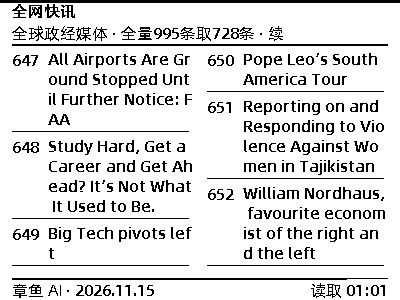 全网快讯
全球政经媒体 · 全量995条取728条 · 续
647 All Airports Are Gr
ound Stopped Unt
il Further Notice: F
AA
648 Study Hard, Get a
Career and Get Ah
ead? It’s Not What
It Used to Be.
649 Big Tech pivots lef
t
650 Pope Leo’s South
America Tour
651 Reporting on and
Responding to Vio
lence Against Wo
men in Tajikistan
652 William Nordhaus,
favourite econom
ist of the right an
d the left
章鱼 AI · 2026.11.15
读取 01:01